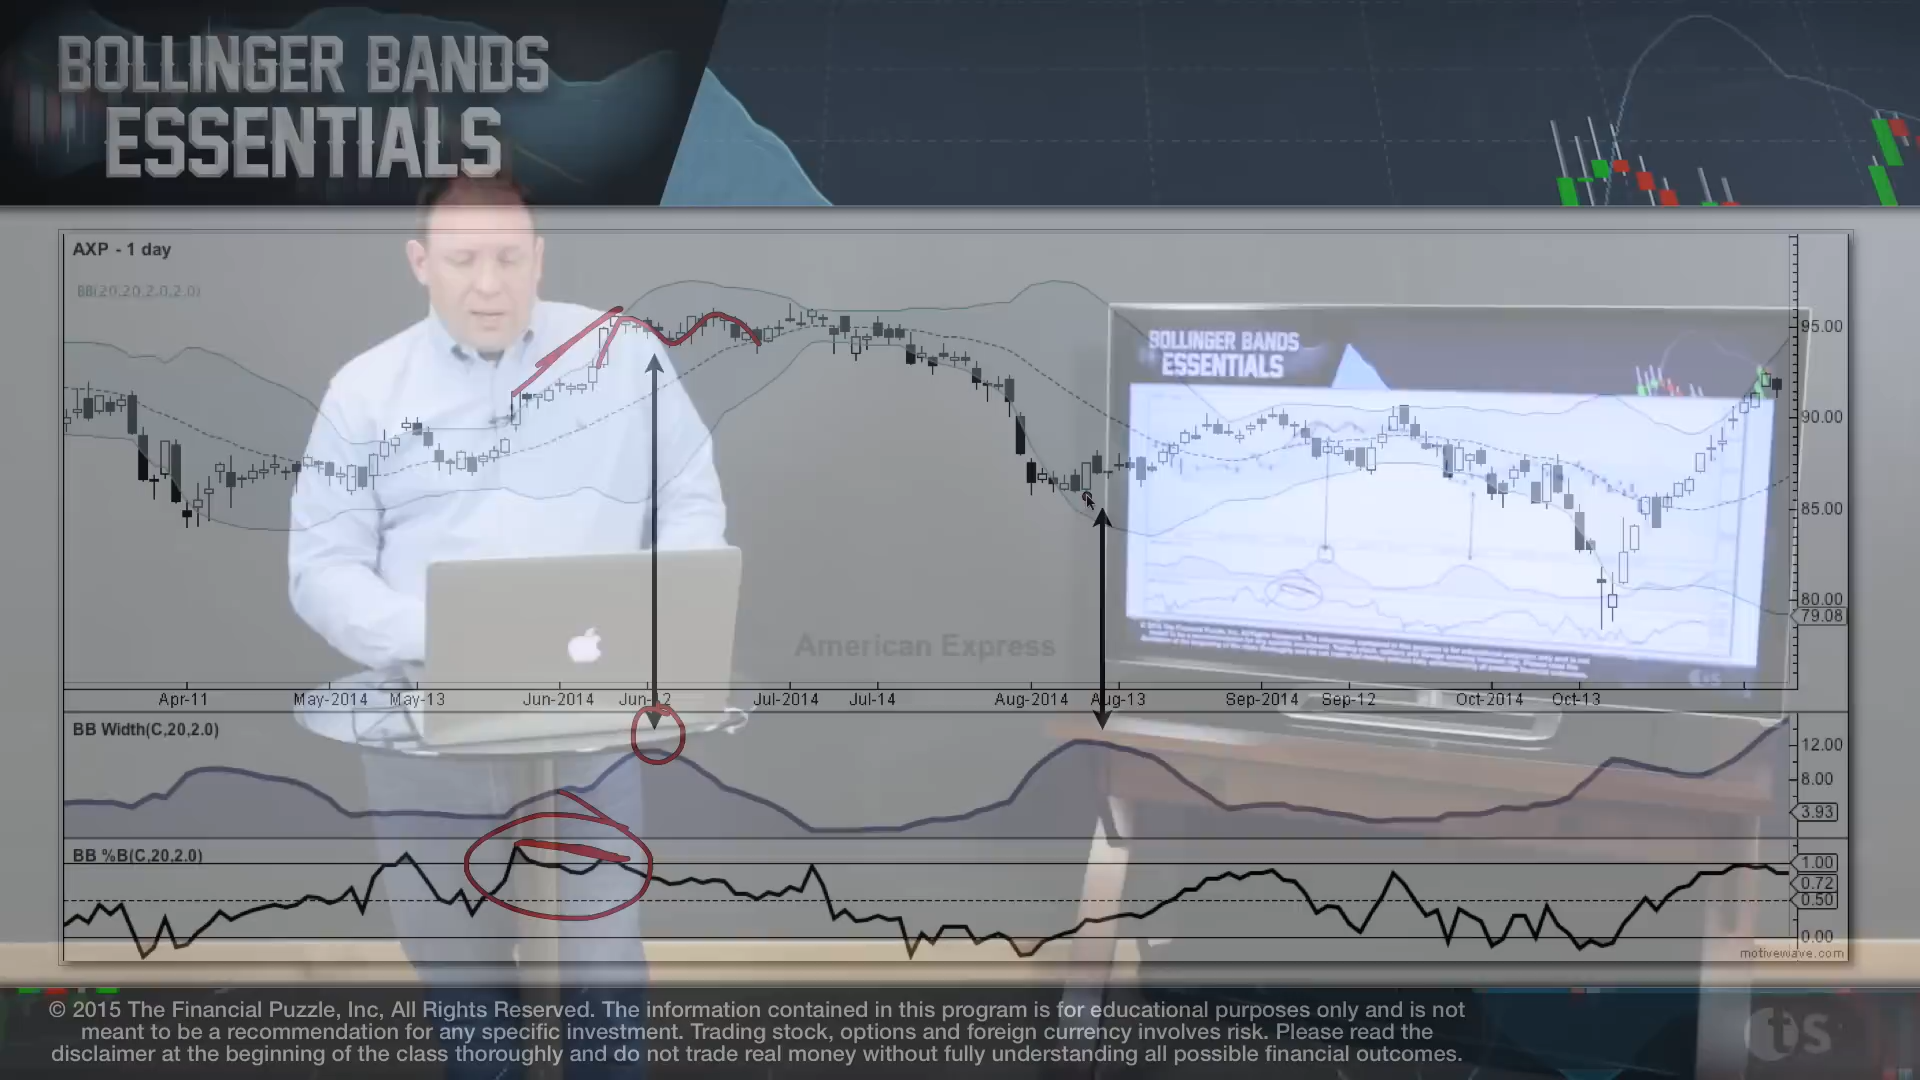 BOLLINGER BANDS
ESSENTIALS
AXP - 1 day
BB(20,20,2.0,2.0)
BOLLINGER BANDS
ESSENTIALS
95.00
90.00
85.00
80.00
79.08
American Express
Apr-11 May-2014 May-13 Jun-2014 Jun-12 Jul-2014 Jul-14 Aug-2014 Aug-13 Sep-2014 Sep-12 Oct-2014 Oct-13
BB Width(C,20,2.0)
12.00
8.00
3.93
BB %B(C,20,2.0)
1.00
0.72
0.50
0.00
motivewave.com
© 2015 The Financial Puzzle, Inc, All Rights Reserved. The information contained in this program is for educational purposes only and is not
meant to be a recommendation for any specific investment. Trading stock, options and foreign currency involves risk. Please read the
disclaimer at the beginning of the class thoroughly and do not trade real money without fully understanding all possible financial outcomes.
ts